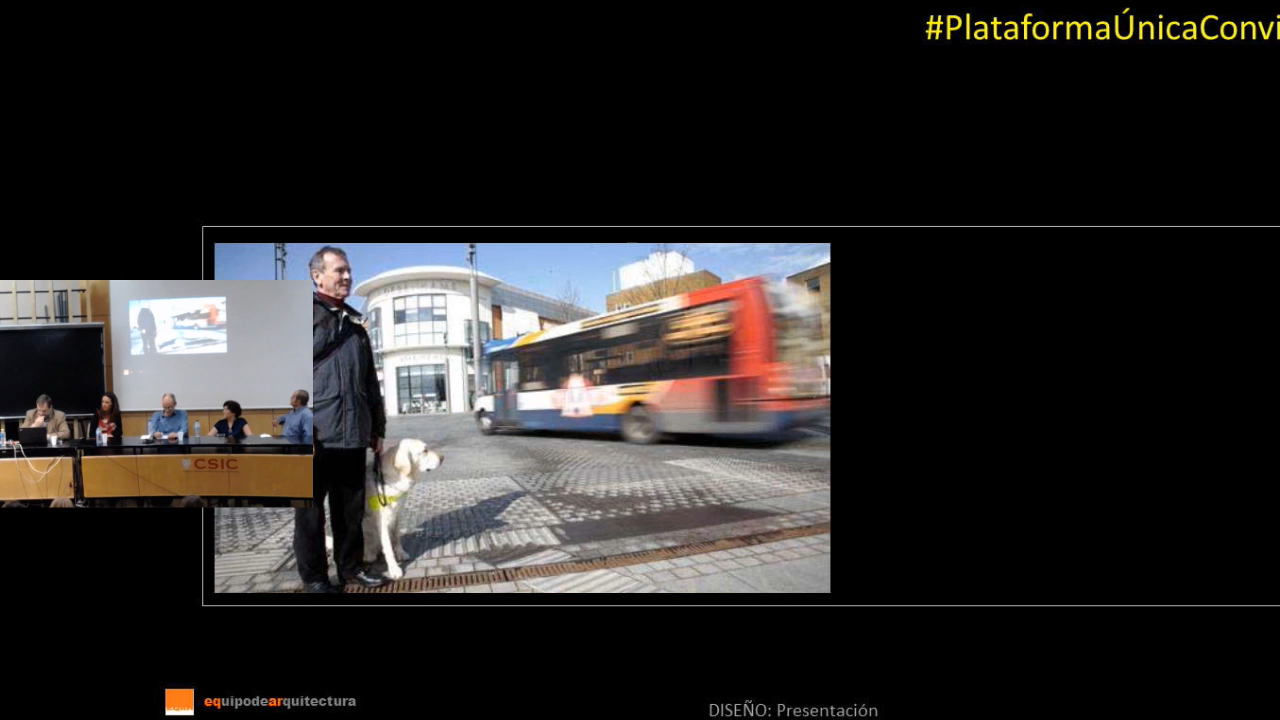 #PlataformaÚnicaConvi
CSIC
equipodearquitectura
DISEÑO: Presentación